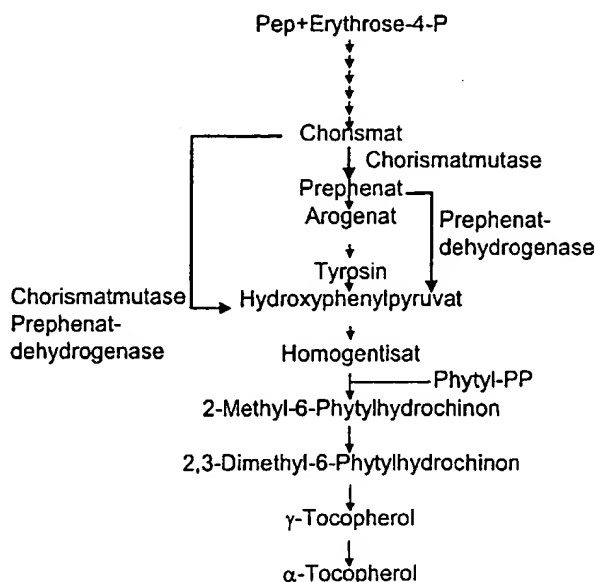 Pep+Erythrose-4-P
Chorismat
Chorismatmutase
Prephenat
Arogenat
Prephenat-
dehydrogenase
Tyrosin
Hydroxyphenylpyruvat
Chorismatmutase
Prephenat-
dehydrogenase
Homogentisat
Phytyl-PP
2-Methyl-6-Phytylhydrochinon
2,3-Dimethyl-6-Phytylhydrochinon
γ-Tocopherol
α-Tocopherol